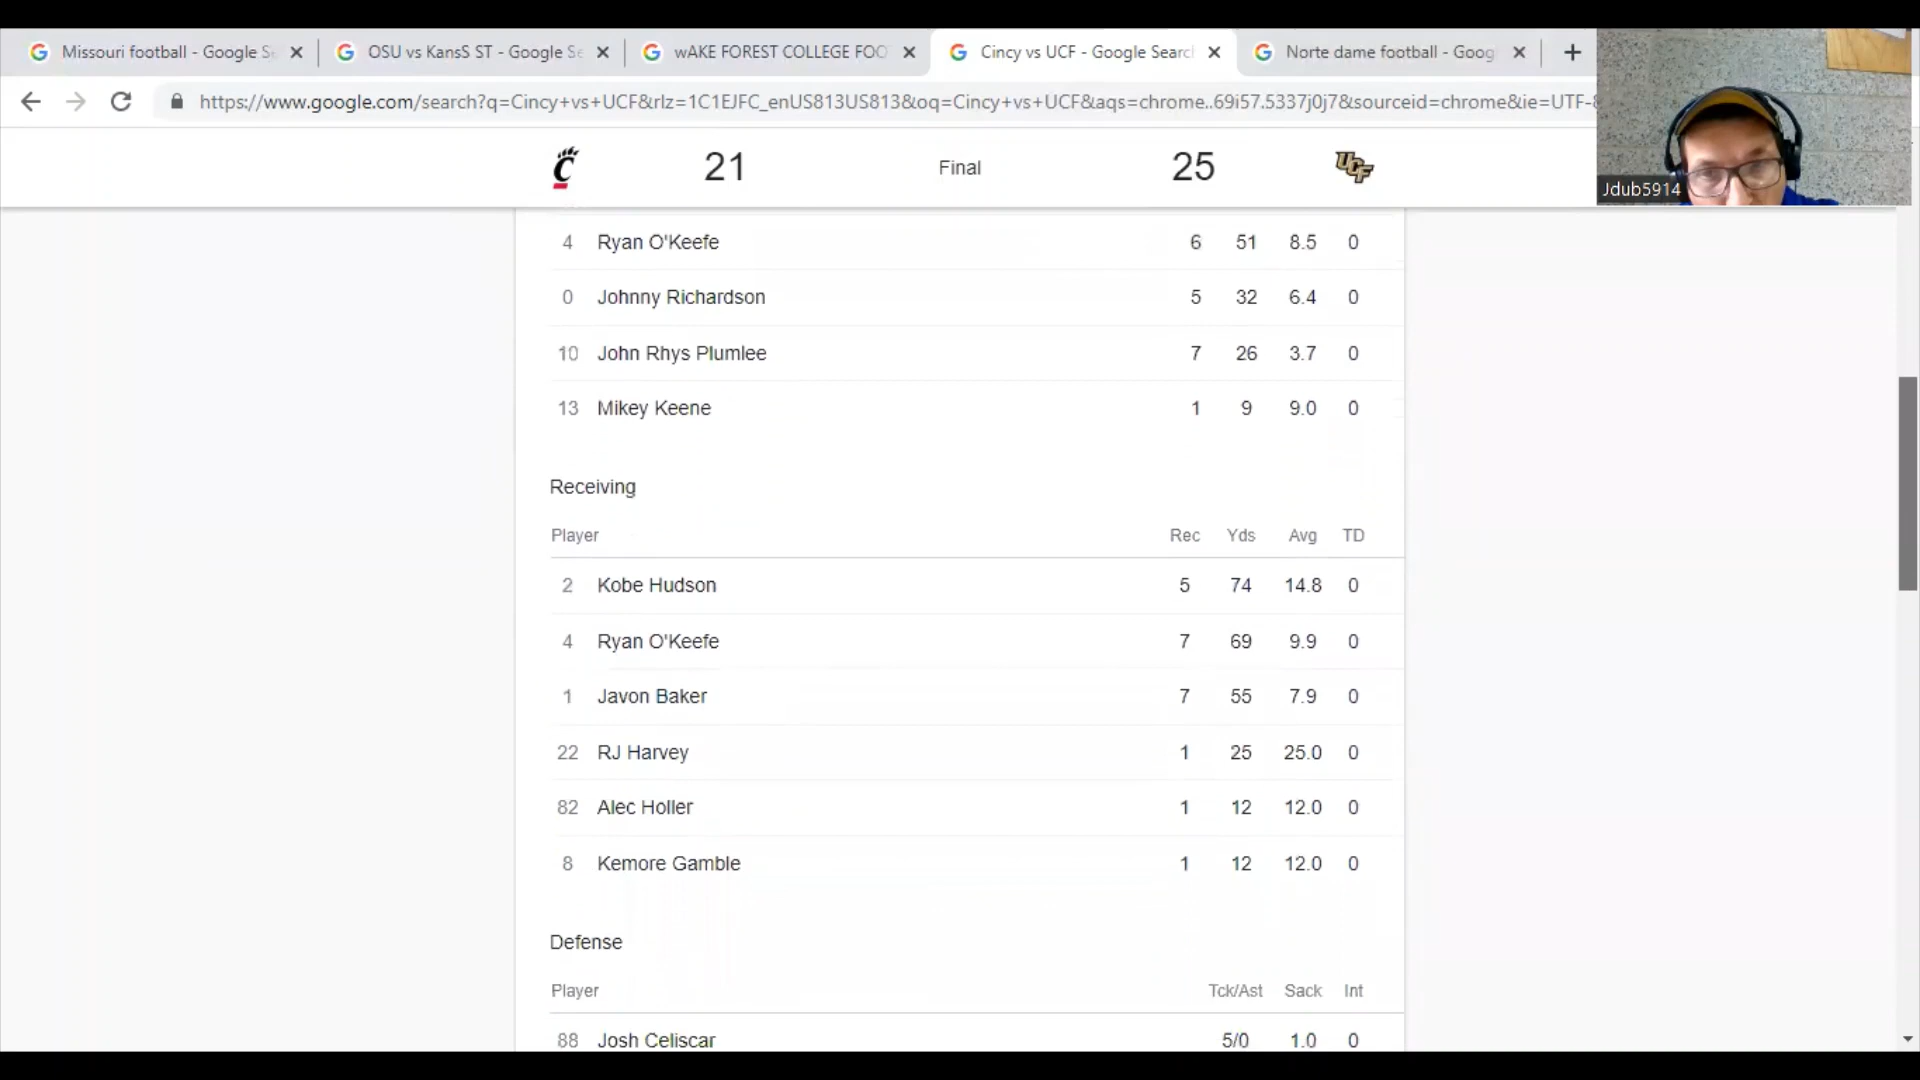 Missouri football - Google Se
OSU vs KansS ST - Google Se
wAKE FOREST COLLEGE FOO
Cincy vs UCF - Google Search
Norte dame football - Goog
https://www.google.com/search?q=Cincy+vs+UCF&rlz=1C1EJFC_enUS813US813&oq=Cincy+vs+UCF&aqs=chrome..69i57.5337j0j7&sourceid=chrome&ie=UTF-8
C 21 Final 25 UCF
Jdub5914
4 Ryan O'Keefe 6 51 8.5 0
0 Johnny Richardson 5 32 6.4 0
10 John Rhys Plumlee 7 26 3.7 0
13 Mikey Keene 1 9 9.0 0
Receiving
Player Rec Yds Avg TD
2 Kobe Hudson 5 74 14.8 0
4 Ryan O'Keefe 7 69 9.9 0
1 Javon Baker 7 55 7.9 0
22 RJ Harvey 1 25 25.0 0
82 Alec Holler 1 12 12.0 0
8 Kemore Gamble 1 12 12.0 0
Defense
Player Tck/Ast Sack Int
88 Josh Celiscar 5/0 1.0 0